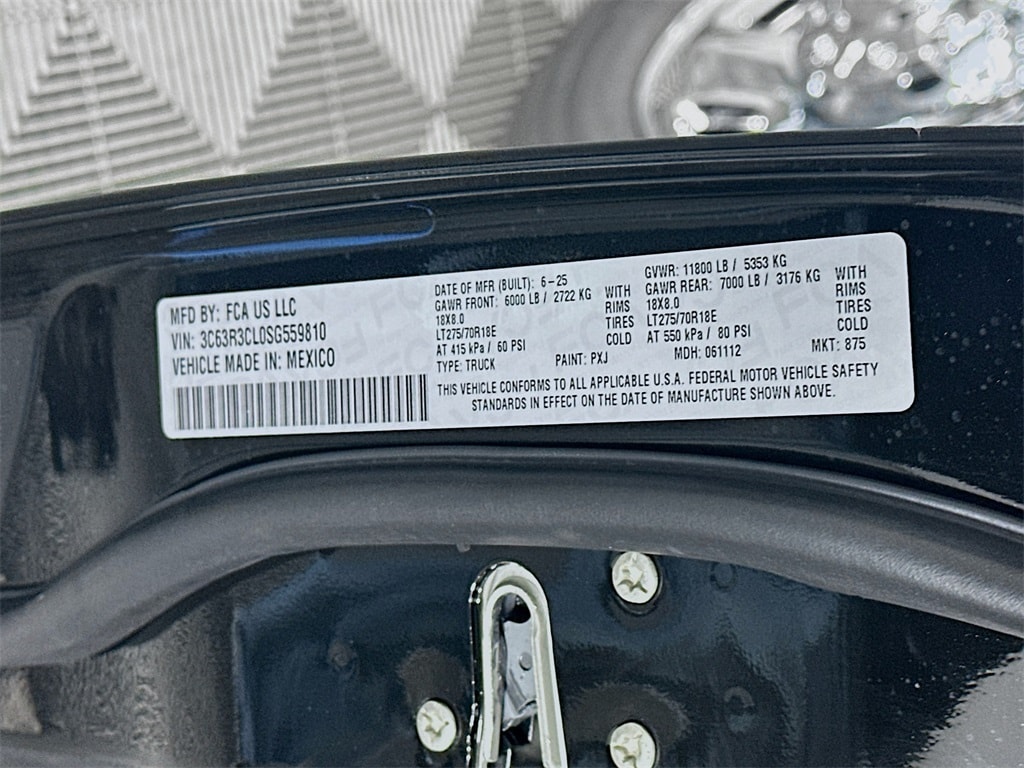 MFD BY: FCA US LLC
VIN: 3C63R3CL0SG559810
VEHICLE MADE IN: MEXICO
DATE OF MFR (BUILT): 6-25
GAWR FRONT: 6000 LB / 2722 KG WITH
18X8.0 RIMS
LT275/70R18E TIRES
AT 415 kPa / 60 PSI COLD
TYPE: TRUCK PAINT: PXJ
GVWR: 11800 LB / 5353 KG
GAWR REAR: 7000 LB / 3176 KG WITH
18X8.0 RIMS
LT275/70R18E TIRES
AT 550 kPa / 80 PSI COLD
MDH: 061112 MKT: 875
THIS VEHICLE CONFORMS TO ALL APPLICABLE U.S.A. FEDERAL MOTOR VEHICLE SAFETY
STANDARDS IN EFFECT ON THE DATE OF MANUFACTURE SHOWN ABOVE.